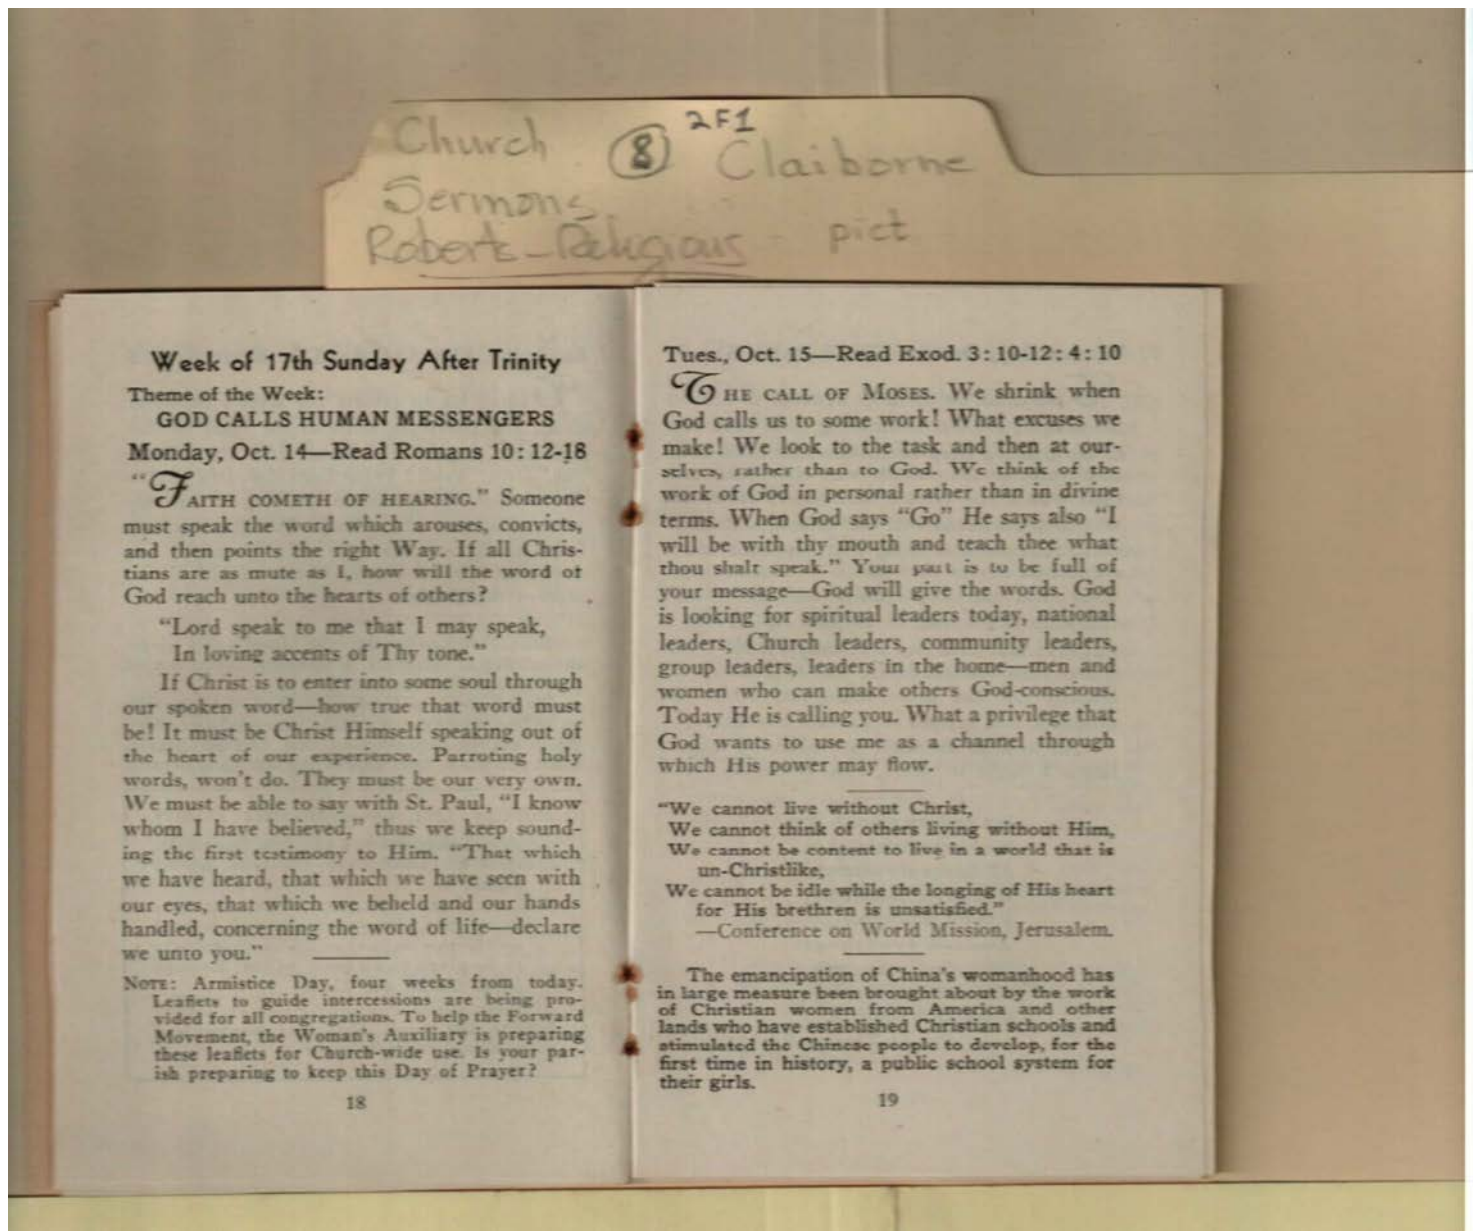 Church ⑧ 2F1 Claiborne
Sermons
Roberts-Religious - pict
Week of 17th Sunday After Trinity
Theme of the Week:
GOD CALLS HUMAN MESSENGERS
Monday, Oct. 14—Read Romans 10: 12-18
"FAITH COMETH OF HEARING." Someone
must speak the word which arouses, convicts,
and then points the right Way. If all Chris-
tians are as mute as I, how will the word of
God reach unto the hearts of others?
"Lord speak to me that I may speak,
In loving accents of Thy tone."
If Christ is to enter into some soul through
our spoken word—how true that word must
be! It must be Christ Himself speaking out of
the heart of our experience. Parroting holy
words, won't do. They must be our very own.
We must be able to say with St. Paul, "I know
whom I have believed," thus we keep sound-
ing the first testimony to Him. "That which
we have heard, that which we have seen with
our eyes, that which we beheld and our hands
handled, concerning the word of life—declare
we unto you."
NOTE: Armistice Day, four weeks from today.
Leaflets to guide intercessions are being pro-
vided for all congregations. To help the Forward
Movement, the Woman's Auxiliary is preparing
these leaflets for Church-wide use. Is your par-
ish preparing to keep this Day of Prayer?
18
Tues., Oct. 15—Read Exod. 3: 10-12: 4: 10
THE CALL OF MOSES. We shrink when
God calls us to some work! What excuses we
make! We look to the task and then at our-
selves, rather than to God. We think of the
work of God in personal rather than in divine
terms. When God says "Go" He says also "I
will be with thy mouth and teach thee what
thou shalt speak." Your part is to be full of
your message—God will give the words. God
is looking for spiritual leaders today, national
leaders, Church leaders, community leaders,
group leaders, leaders in the home—men and
women who can make others God-conscious.
Today He is calling you. What a privilege that
God wants to use me as a channel through
which His power may flow.
"We cannot live without Christ,
We cannot think of others living without Him,
We cannot be content to live in a world that is
un-Christlike,
We cannot be idle while the longing of His heart
for His brethren is unsatisfied."
—Conference on World Mission, Jerusalem.
The emancipation of China's womanhood has
in large measure been brought about by the work
of Christian women from America and other
lands who have established Christian schools and
stimulated the Chinese people to develop, for the
first time in history, a public school system for
their girls.
19